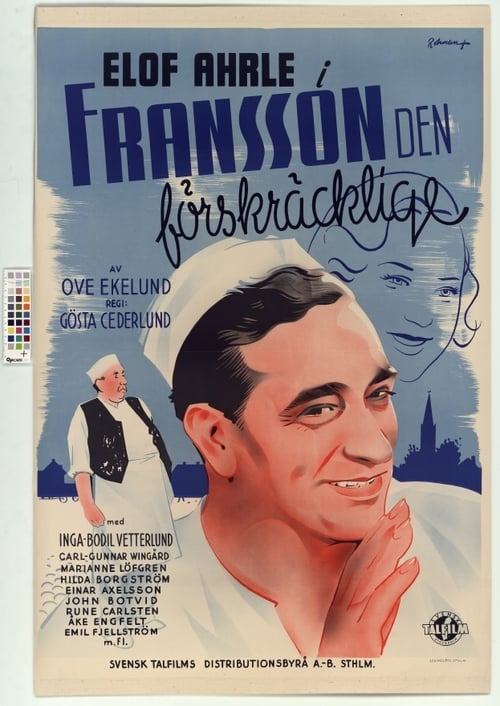 ELOF AHRLE i
FRANSSON DEN
förskräcklige
AV
OVE EKELUND
REGI:
GÖSTA CEDERLUND
med
INGA-BODIL VETTERLUND
CARL-GUNNAR WINGÅRD
MARIANNE LÖFGREN
HILDA BORGSTRÖM
EINAR AXELSSON
JOHN BOTVID
RUNE CARLSTEN
ÅKE ENGFELT
EMIL FJELLSTRÖM
m.fl.
SVENSK
TALFILM
SVENSK TALFILMS DISTRIBUTIONSBYRÅ A.-B. STHLM.